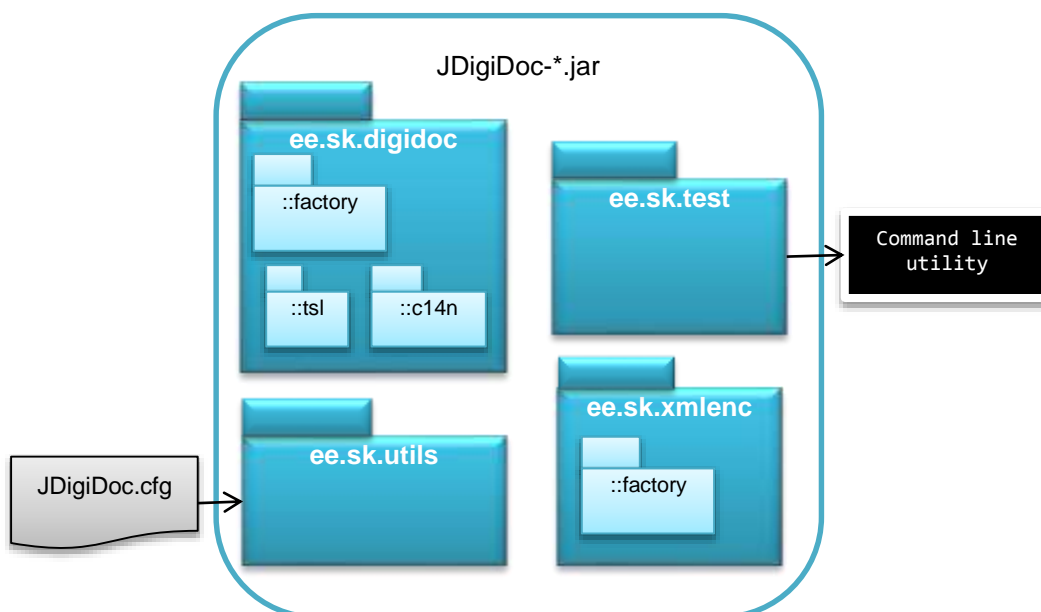 JDigiDoc-*.jar
ee.sk.digidoc
::factory
::tsl
::c14n
ee.sk.test
Command line
utility
ee.sk.utils
ee.sk.xmlenc
::factory
JDigiDoc.cfg